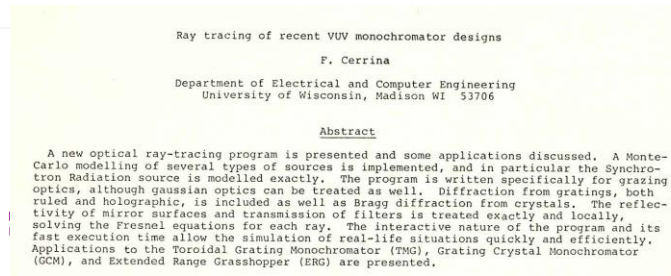 Ray tracing of recent VUV monochromator designs
F. Cerrina
Department of Electrical and Computer Engineering
University of Wisconsin, Madison WI 53706
Abstract
A new optical ray-tracing program is presented and some applications discussed. A Monte-
Carlo modelling of several types of sources is implemented, and in particular the Synchro-
tron Radiation source is modelled exactly. The program is written specifically for grazing
optics, although gaussian optics can be treated as well. Diffraction from gratings, both
ruled and holographic, is included as well as Bragg diffraction from crystals. The reflec-
tivity of mirror surfaces and transmission of filters is treated exactly and locally,
solving the Fresnel equations for each ray. The interactive nature of the program and its
fast execution time allow the simulation of real-life situations quickly and efficiently.
Applications to the Toroidal Grating Monochromator (TMG), Grating Crystal Monochromator
(GCM), and Extended Range Grasshopper (ERG) are presented.